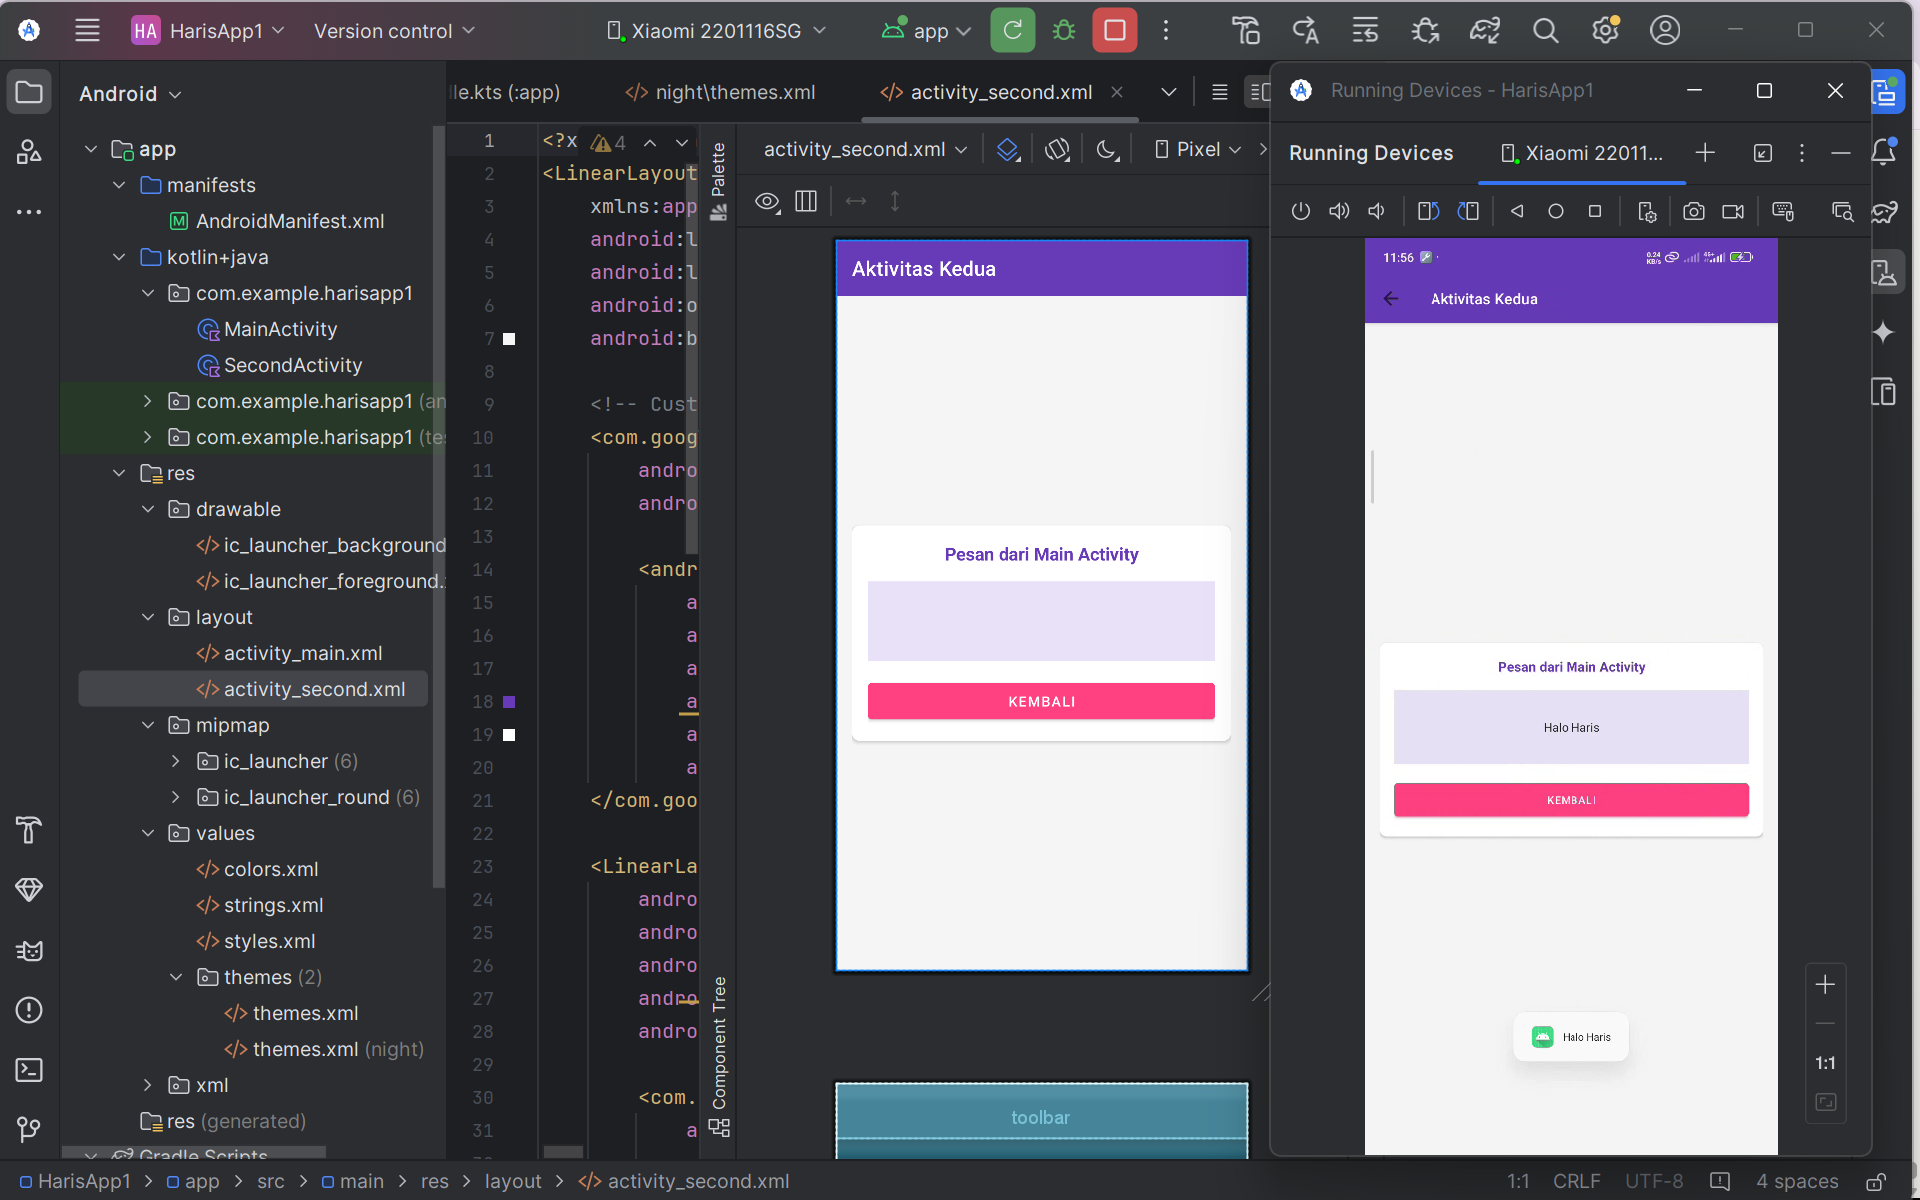 HA HarisApp1 Version control Xiaomi 2201116SG app
Running Devices - HarisApp1
Android
le.kts (:app) night\themes.xml activity_second.xml
Running Devices Xiaomi 22011...
app
manifests
AndroidManifest.xml
kotlin+java
com.example.harisapp1
MainActivity
SecondActivity
com.example.harisapp1 (an
com.example.harisapp1 (tes
res
drawable
ic_launcher_background
ic_launcher_foreground.
layout
activity_main.xml
activity_second.xml
mipmap
ic_launcher (6)
ic_launcher_round (6)
values
colors.xml
strings.xml
styles.xml
themes (2)
themes.xml
themes.xml (night)
xml
res (generated)
Gradle Scripts
1 <?x 4
2 <LinearLayout
3 xmlns:app
4 android:l
5 android:l
6 android:o
7 android:b
8
9 <!-- Cust
10 <com.goog
11 andro
12 andro
13
14 <andr
15 a
16 a
17 a
18 a
19 a
20 a
21 </com.goo
22
23 <LinearLa
24 andro
25 andro
26 andro
27 andro
28 andro
29
30 <com.
31 a
Palette
Component Tree
activity_second.xml Pixel
Aktivitas Kedua
Pesan dari Main Activity
KEMBALI
toolbar
11:56 0.24 KB/s
Aktivitas Kedua
Pesan dari Main Activity
Halo Haris
KEMBALI
Halo Haris
1:1
HarisApp1 > app > src > main > res > layout > activity_second.xml
1:1 CRLF UTF-8 4 spaces